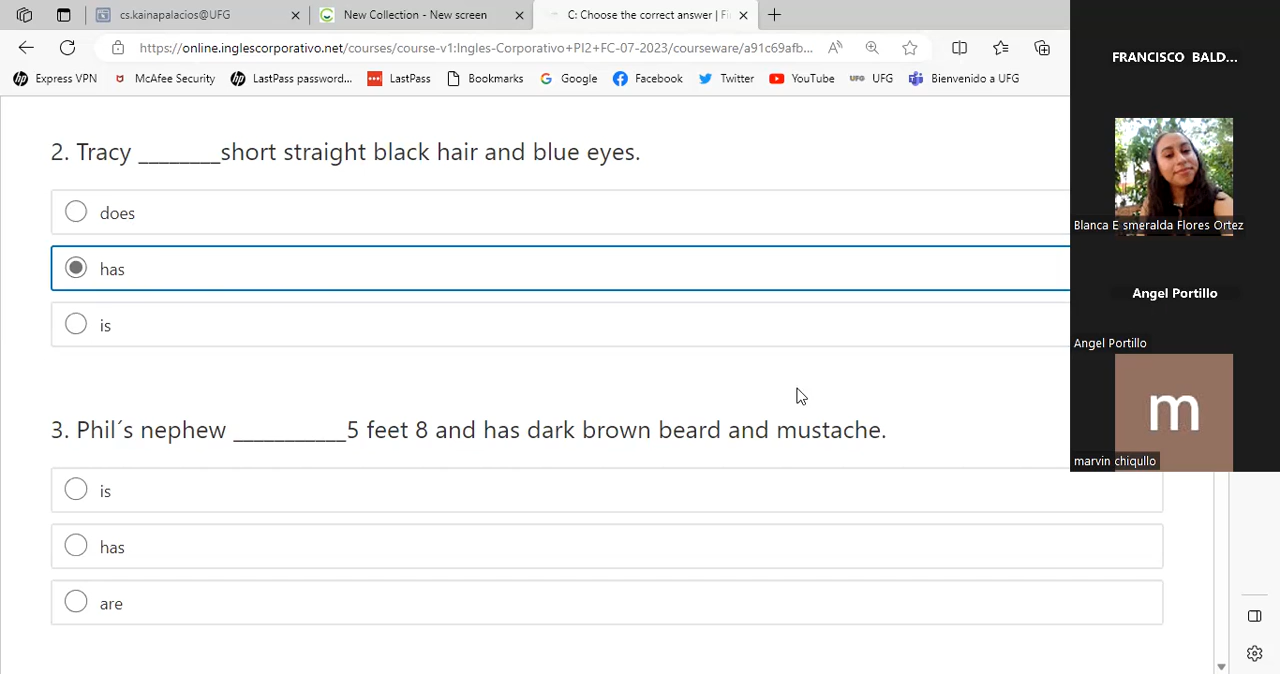 cs.kainapalacios@UFG
New Collection - New screen
C: Choose the correct answer | Fi
https://online.inglescorporativo.net/courses/course-v1:Ingles-Corporativo+PI2+FC-07-2023/courseware/a91c69afb...
Express VPN
McAfee Security
LastPass password...
LastPass
Bookmarks
Google
Facebook
Twitter
YouTube
UFG
Bienvenido a UFG
2. Tracy ________short straight black hair and blue eyes.
does
has
is
3. Phil´s nephew ___________5 feet 8 and has dark brown beard and mustache.
is
has
are
FRANCISCO BALD...
Blanca E smeralda Flores Ortez
Angel Portillo
Angel Portillo
m
marvin chiqullo